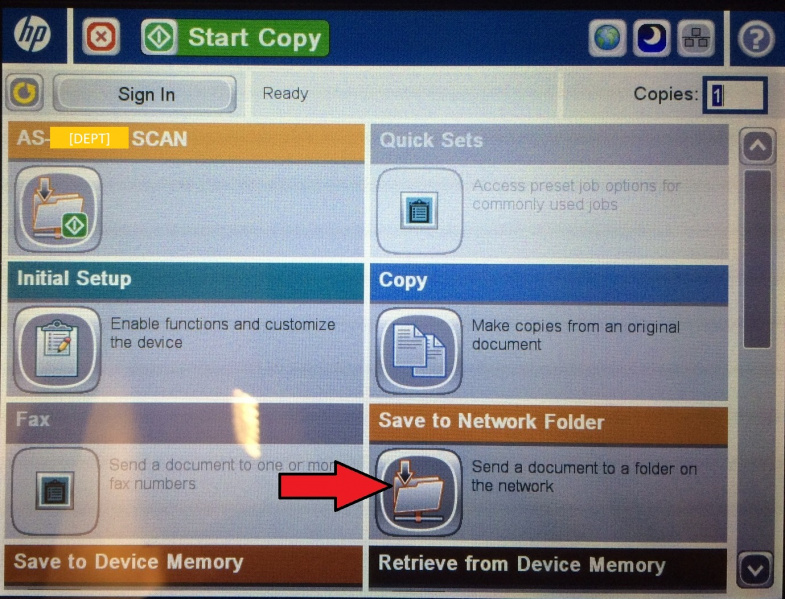 hp
Start Copy
?
Sign In
Ready
Copies: 1
AS-[DEPT] SCAN
Quick Sets
Access preset job options for
commonly used jobs
Initial Setup
Enable functions and customize
the device
Copy
Make copies from an original
document
Fax
Send a document to one or more
fax numbers
Save to Network Folder
Send a document to a folder on
the network
Save to Device Memory
Retrieve from Device Memory